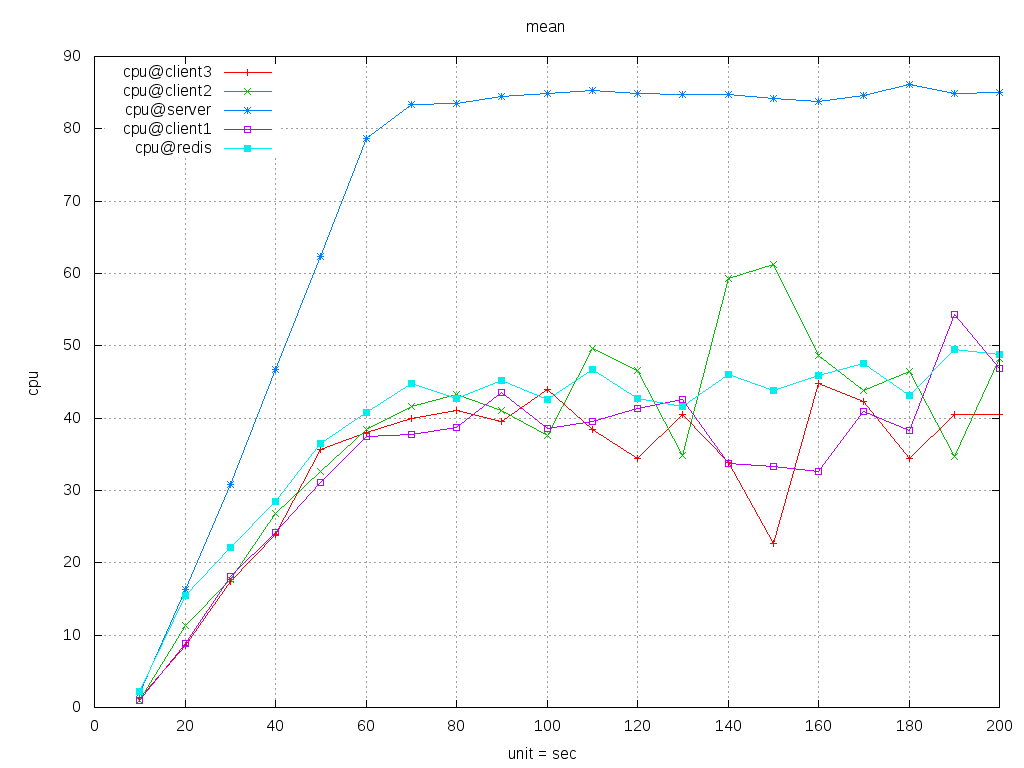 mean
90
80
70
60
50
40
30
20
10
0
cpu@client3
cpu@client2
cpu@server
cpu@client1
cpu@redis
cpu
0 20 40 60 80 100 120 140 160 180 200
unit = sec